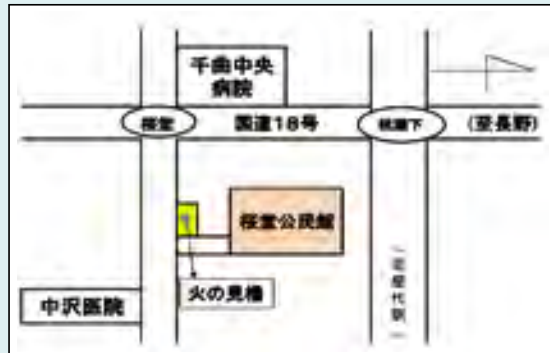 千曲中央
病院
桜堂
国道18号
(至長野)
桜堂公民館
火の見櫓
中沢医院